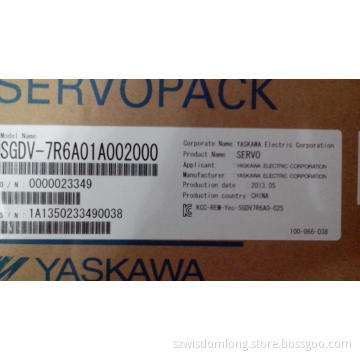 SERVOPACK
Model Name
SGDV-7R6A01A002000
/N: 0000023349
/N: 1A1350233490038
Corporate Name: YASKAWA Electric Corporation
Product Name : SERVO
Applicant : YASKAWA ELECTRIC CORPORATION
Manufacturer : YASKAWA ELECTRIC CORPORATION
Production date : 2013.05
Production country: CHINA
KCC-REM-Yec-SGDV7R6A0-025
100-066-038
YASKAWA
szwisdomlong.store.bossgoo.com